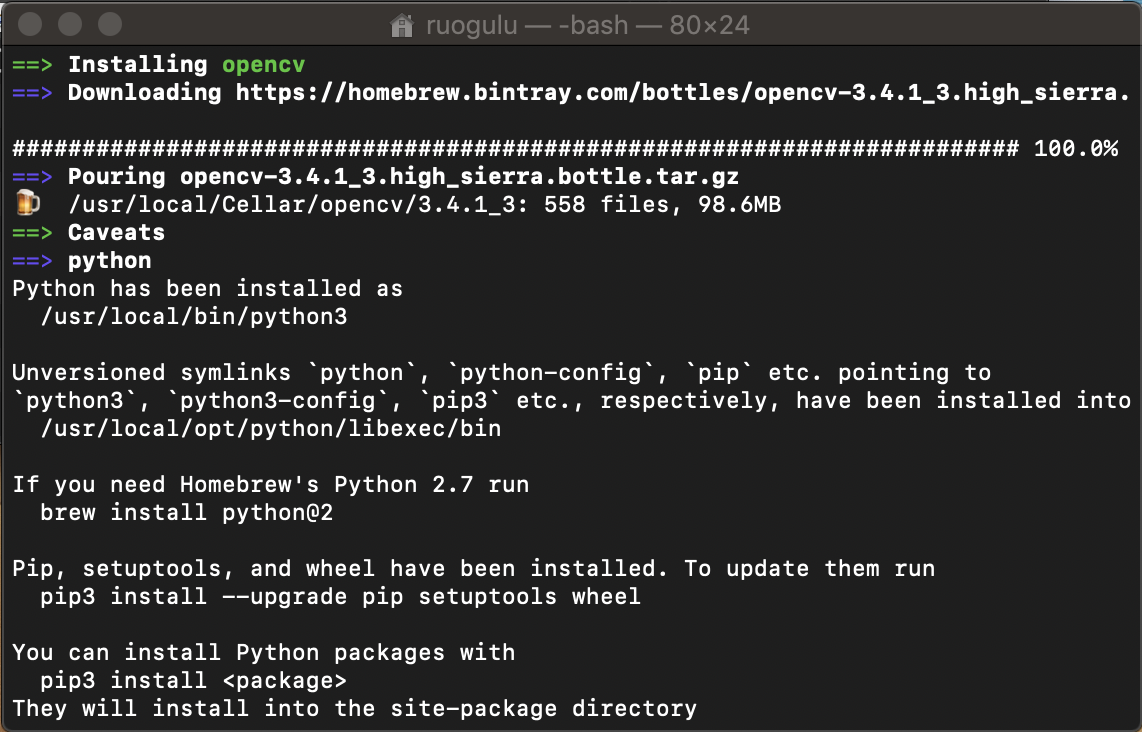 ruogulu — -bash — 80×24
==> Installing opencv
==> Downloading https://homebrew.bintray.com/bottles/opencv-3.4.1_3.high_sierra.
######################################################################## 100.0%
==> Pouring opencv-3.4.1_3.high_sierra.bottle.tar.gz
🍺  /usr/local/Cellar/opencv/3.4.1_3: 558 files, 98.6MB
==> Caveats
==> python
Python has been installed as
  /usr/local/bin/python3
Unversioned symlinks `python`, `python-config`, `pip` etc. pointing to
`python3`, `python3-config`, `pip3` etc., respectively, have been installed into
  /usr/local/opt/python/libexec/bin
If you need Homebrew's Python 2.7 run
  brew install python@2
Pip, setuptools, and wheel have been installed. To update them run
  pip3 install --upgrade pip setuptools wheel
You can install Python packages with
  pip3 install <package>
They will install into the site-package directory